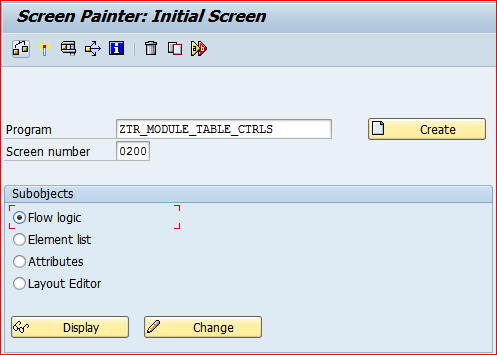 Screen Painter: Initial Screen
Program ZTR_MODULE_TABLE_CTRLS Create
Screen number 0200
Subobjects
Flow logic
Element list
Attributes
Layout Editor
Display Change